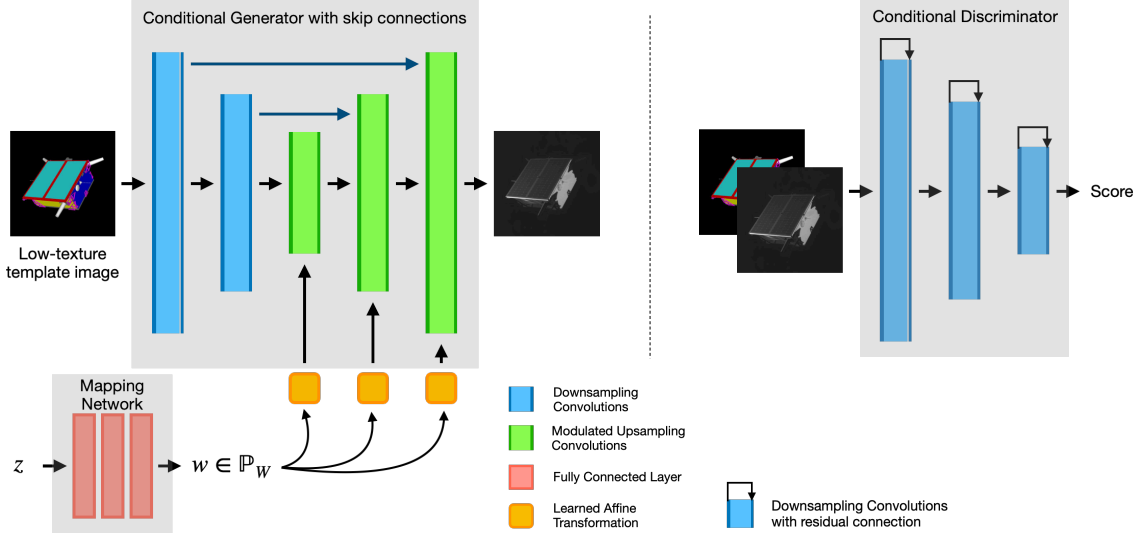 Conditional Generator with skip connections
Conditional Discriminator
Low-texture
template image
Score
Mapping
Network
z
w ∈ ℙ_W
Downsampling
Convolutions
Modulated Upsampling
Convolutions
Fully Connected Layer
Learned Affine
Transformation
Downsampling Convolutions
with residual connection